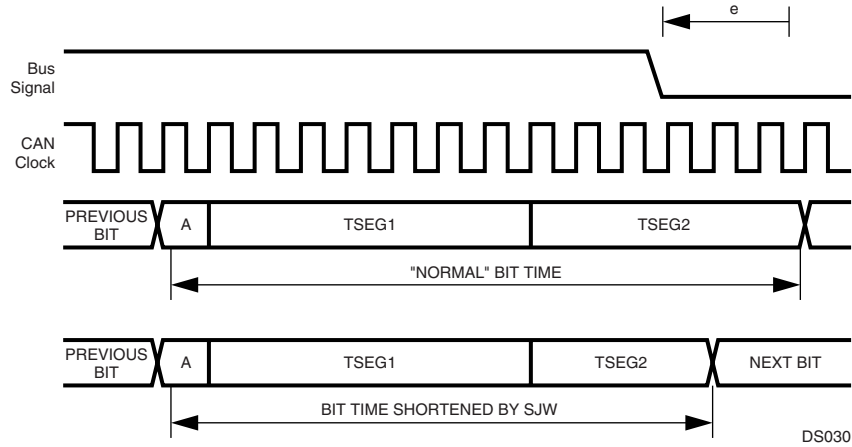 e
Bus
Signal
CAN
Clock
PREVIOUS
BIT
A
TSEG1
TSEG2
"NORMAL" BIT TIME
PREVIOUS
BIT
A
TSEG1
TSEG2
NEXT BIT
BIT TIME SHORTENED BY SJW
DS030